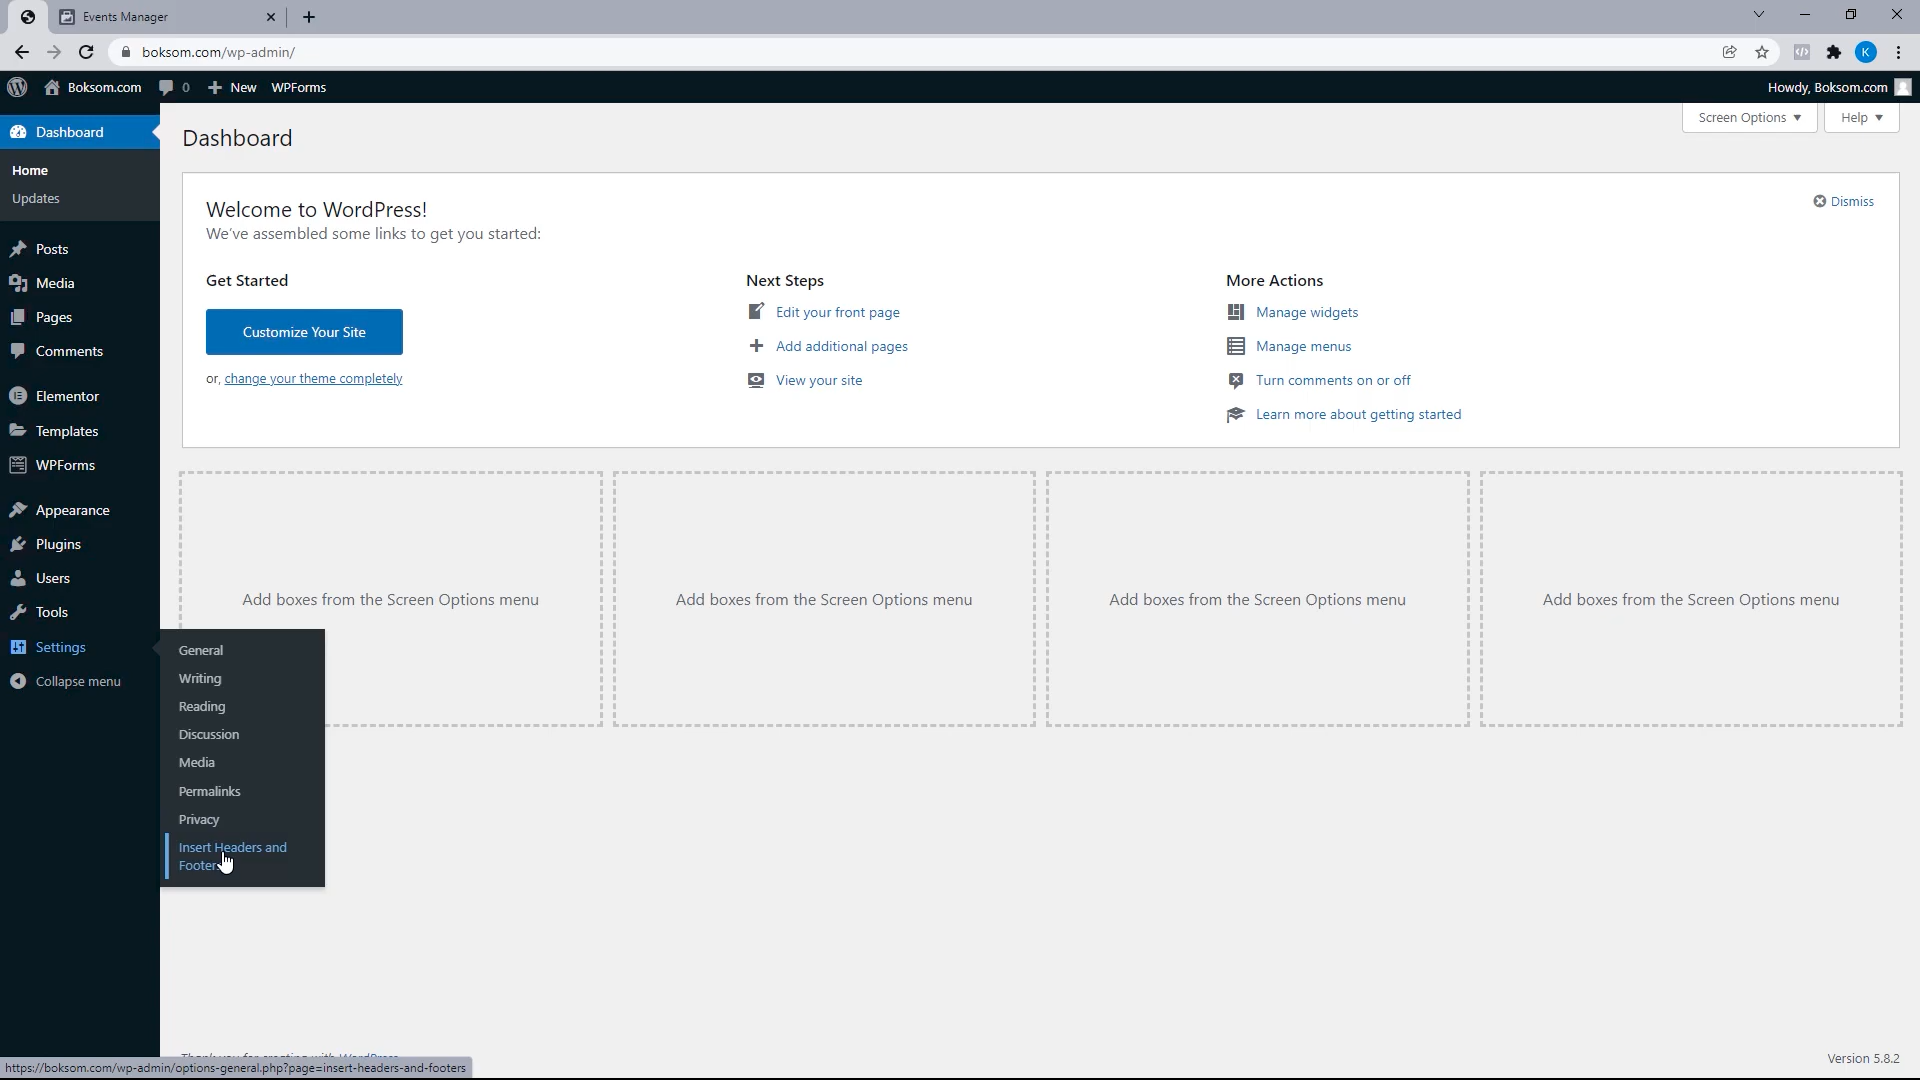 Events Manager
boksom.com/wp-admin/
K
Boksom.com
0
New
WPForms
Howdy, Boksom.com
Dashboard
Home
Updates
Posts
Media
Pages
Comments
Elementor
Templates
WPForms
Appearance
Plugins
Users
Tools
Settings
Collapse menu
General
Writing
Reading
Discussion
Media
Permalinks
Privacy
Insert Headers and
Footers
Dashboard
Screen Options
Help
Welcome to WordPress!
We've assembled some links to get you started:
Dismiss
Get Started
Customize Your Site
or, change your theme completely
Next Steps
Edit your front page
Add additional pages
View your site
More Actions
Manage widgets
Manage menus
Turn comments on or off
Learn more about getting started
Add boxes from the Screen Options menu
Add boxes from the Screen Options menu
Add boxes from the Screen Options menu
Add boxes from the Screen Options menu
Thank you for creating with WordPress.
Version 5.8.2
https://boksom.com/wp-admin/options-general.php?page=insert-headers-and-footers